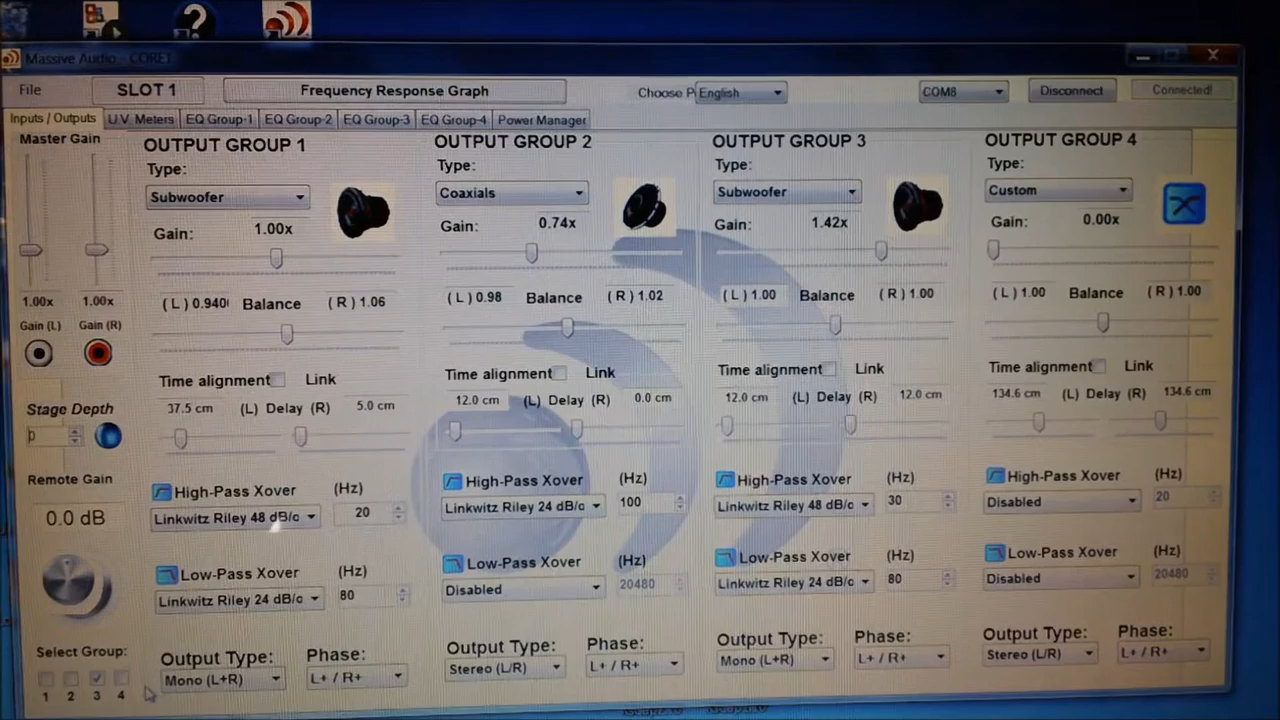 Massive Audio - CORE1
File
SLOT 1
Frequency Response Graph
Choose P
English
COM8
Disconnect
Connected!
Inputs / Outputs
U.V. Meters
EQ Group-1
EQ Group-2
EQ Group-3
EQ Group-4
Power Manager
Master Gain
1.00x
1.00x
Gain (L)
Gain (R)
Stage Depth
Remote Gain
0.0 dB
Select Group:
1
2
3
4
OUTPUT GROUP 1
Type:
Subwoofer
Gain:
1.00x
( L ) 0.940
Balance
( R ) 1.06
Time alignment
Link
37.5 cm
(L) Delay (R)
5.0 cm
High-Pass Xover
(Hz)
Linkwitz Riley 48 dB/o
20
Low-Pass Xover
(Hz)
Linkwitz Riley 24 dB/o
80
Output Type:
Phase:
Mono (L+R)
L+ / R+
OUTPUT GROUP 2
Type:
Coaxials
Gain:
0.74x
( L ) 0.98
Balance
( R ) 1.02
Time alignment
Link
12.0 cm
(L) Delay (R)
0.0 cm
High-Pass Xover
(Hz)
Linkwitz Riley 24 dB/o
100
Low-Pass Xover
(Hz)
Disabled
20480
Output Type:
Phase:
Stereo (L/R)
L+ / R+
OUTPUT GROUP 3
Type:
Subwoofer
Gain:
1.42x
( L ) 1.00
Balance
( R ) 1.00
Time alignment
Link
12.0 cm
(L) Delay (R)
12.0 cm
High-Pass Xover
(Hz)
Linkwitz Riley 48 dB/o
30
Low-Pass Xover
(Hz)
Linkwitz Riley 24 dB/o
80
Output Type:
Phase:
Mono (L+R)
L+ / R+
OUTPUT GROUP 4
Type:
Custom
Gain:
0.00x
( L ) 1.00
Balance
( R ) 1.00
Time alignment
Link
134.6 cm
(L) Delay (R)
134.6 cm
High-Pass Xover
(Hz)
Disabled
20
Low-Pass Xover
(Hz)
Disabled
20480
Output Type:
Phase:
Stereo (L/R)
L+ / R+